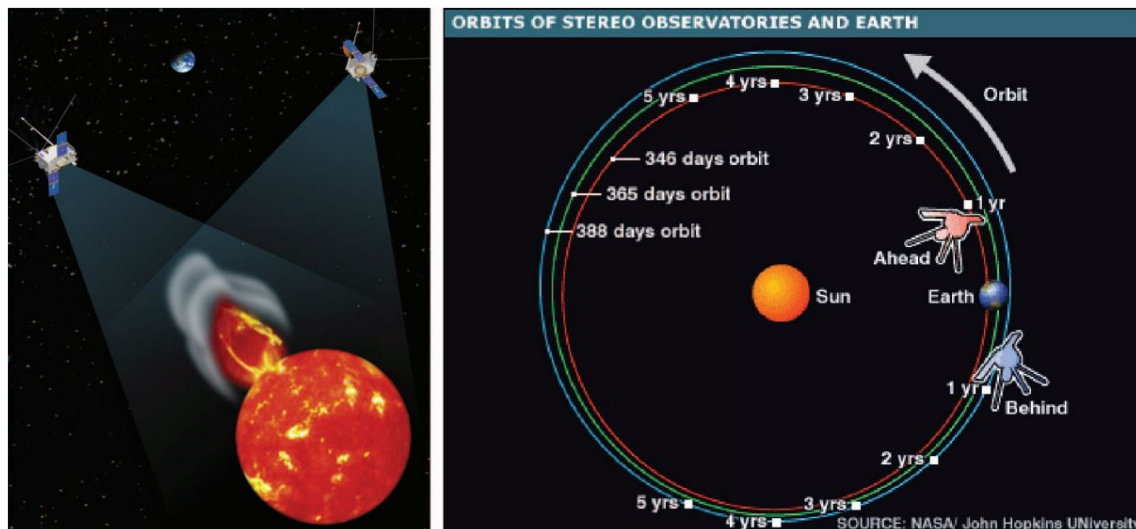 ORBITS OF STEREO OBSERVATORIES AND EARTH
Orbit
4 yrs
5 yrs
3 yrs
2 yrs
346 days orbit
365 days orbit
388 days orbit
1 yr
Ahead
Sun
Earth
1 yr
Behind
2 yrs
5 yrs
3 yrs
4 yrs
SOURCE: NASA/ John Hopkins UNiversit